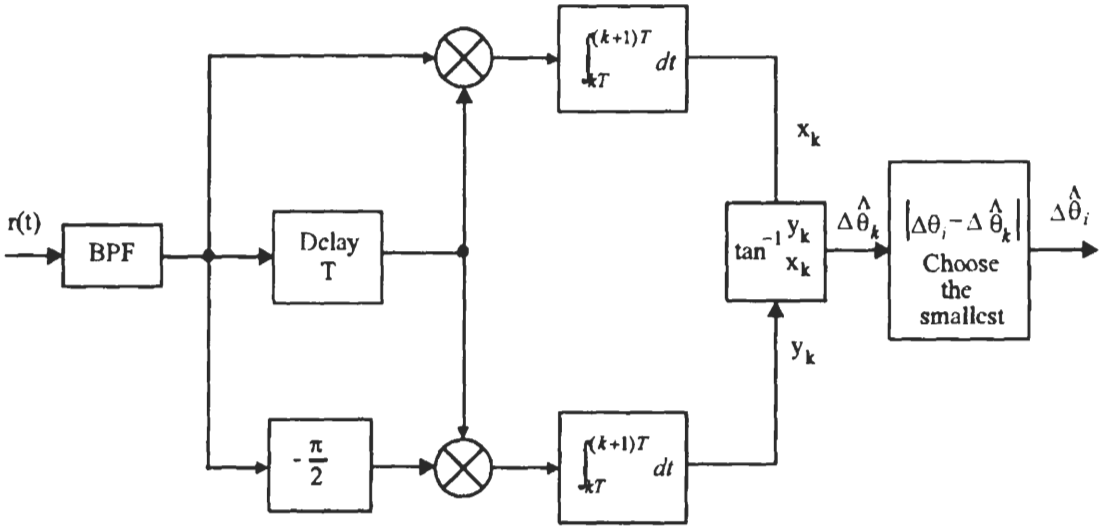 ∫ (k+1)T kT dt
x_k
r(t)
BPF
Delay
T
tan⁻¹ y_k / x_k
Δθ̂_k
|Δθ_i − Δθ̂_k|
Choose
the
smallest
Δθ̂_i
y_k
- π/2
∫ (k+1)T kT dt